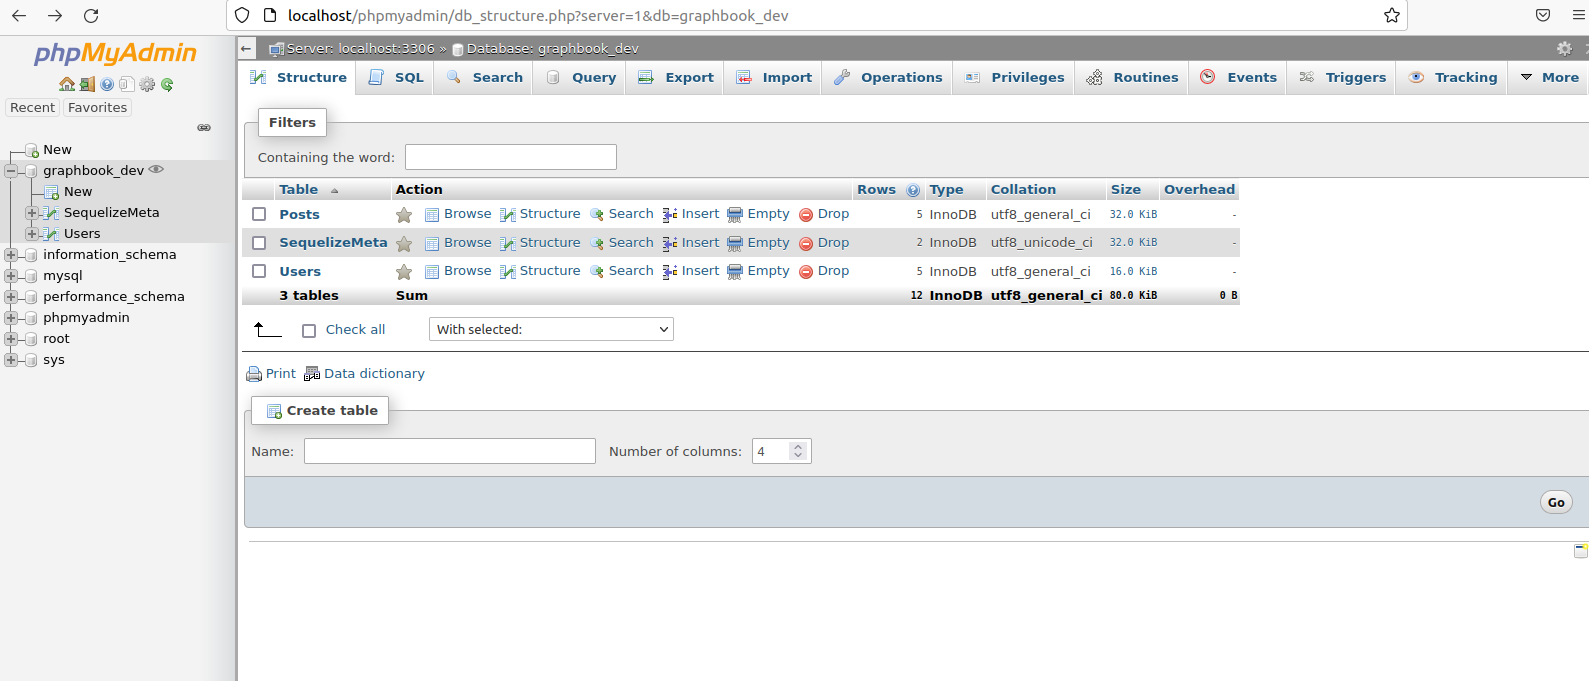 localhost/phpmyadmin/db_structure.php?server=1&db=graphbook_dev
phpMyAdmin
Recent Favorites
New
graphbook_dev
New
SequelizeMeta
Users
information_schema
mysql
performance_schema
phpmyadmin
root
sys
Server: localhost:3306 » Database: graphbook_dev
Structure SQL Search Query Export Import Operations Privileges Routines Events Triggers Tracking More
Filters
Containing the word:
Table Action Rows Type Collation Size Overhead
Posts Browse Structure Search Insert Empty Drop 5 InnoDB utf8_general_ci 32.0 KiB -
SequelizeMeta Browse Structure Search Insert Empty Drop 2 InnoDB utf8_unicode_ci 32.0 KiB -
Users Browse Structure Search Insert Empty Drop 5 InnoDB utf8_general_ci 16.0 KiB -
3 tables Sum 12 InnoDB utf8_general_ci 80.0 KiB 0 B
Check all With selected:
Print Data dictionary
Create table
Name: Number of columns: 4
Go